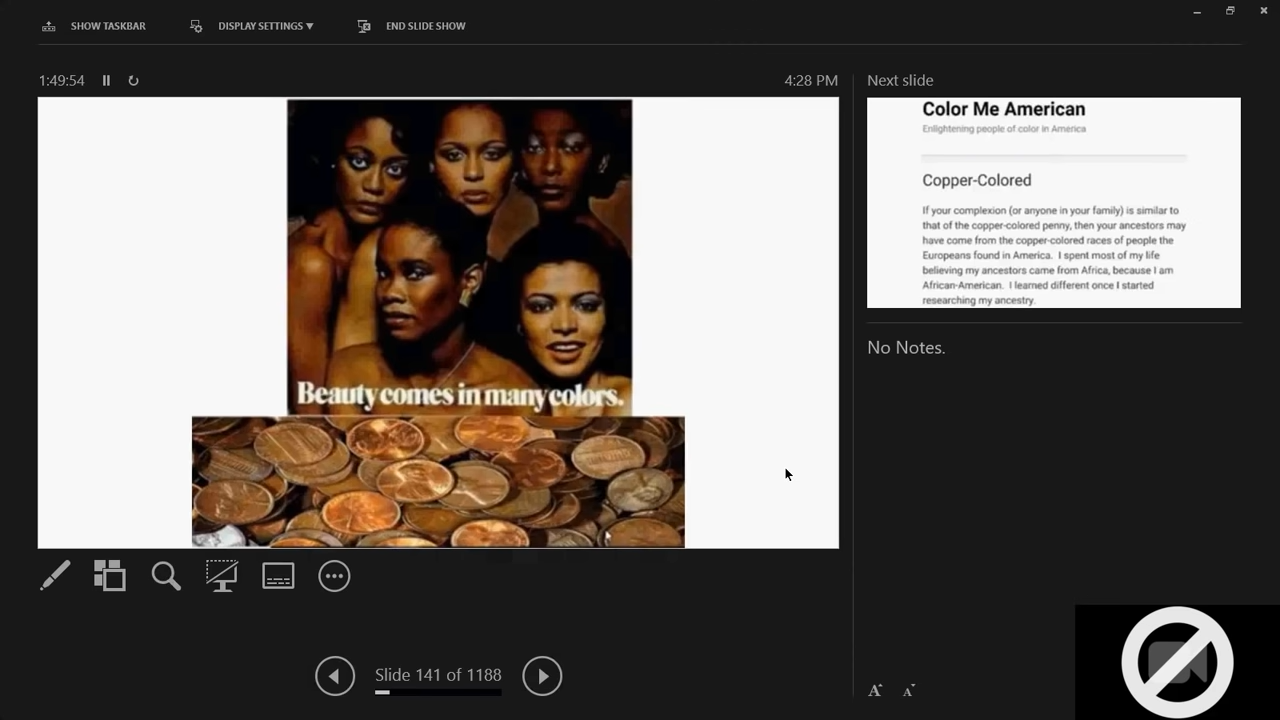 SHOW TASKBAR
DISPLAY SETTINGS ▼
END SLIDE SHOW
1:49:54
4:28 PM
Next slide
Beauty comes in many colors.
Color Me American
Enlightening people of color in America
Copper-Colored
If your complexion (or anyone in your family) is similar to
that of the copper-colored penny, then your ancestors may
have come from the copper-colored races of people the
Europeans found in America. I spent most of my life
believing my ancestors came from Africa, because I am
African-American. I learned different once I started
researching my ancestry.
No Notes.
Slide 141 of 1188
A A